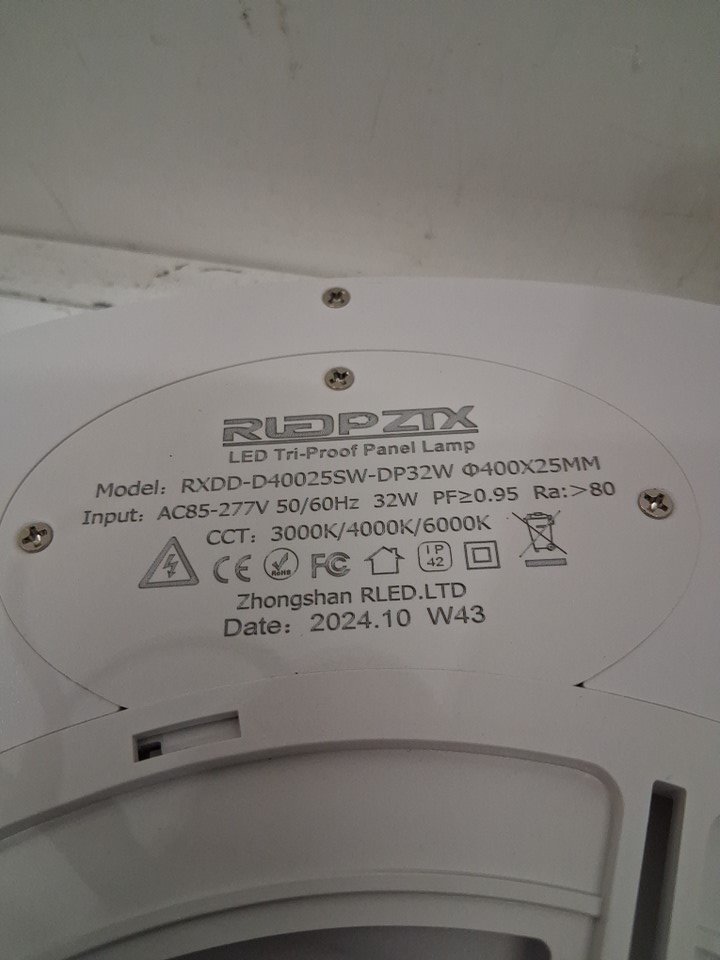 RLEDPZTX
LED Tri-Proof Panel Lamp
Model: RXDD-D40025SW-DP32W Φ400X25MM
Input: AC85-277V 50/60Hz 32W PF≥0.95 Ra:>80
CCT: 3000K/4000K/6000K
CE RoHS FC IP 42
Zhongshan RLED.LTD
Date: 2024.10 W43